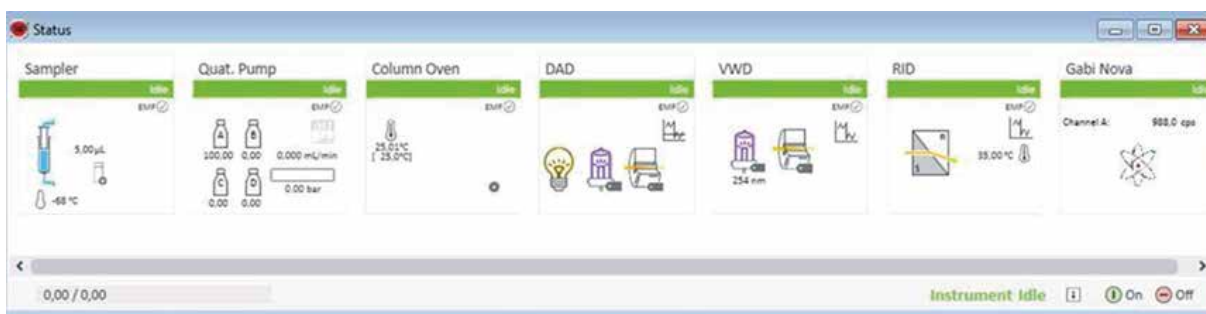 Status
Sampler
Idle
EMF
5,00µL
-68 °C
Quat. Pump
Idle
EMF
A B
100,00 0,00 0.000 mL/min
C D
0.00 bar
0.00 0.00
Column Oven
Idle
EMF
25,01°C
[ 25,0°C]
DAD
Idle
EMF
VWD
Idle
EMF
254 nm
RID
Idle
EMF
R
35,00 °C
S
Gabi Nova
Idl
Channel A: 988,0 cps
0,00 / 0,00
Instrument Idle
On
Off